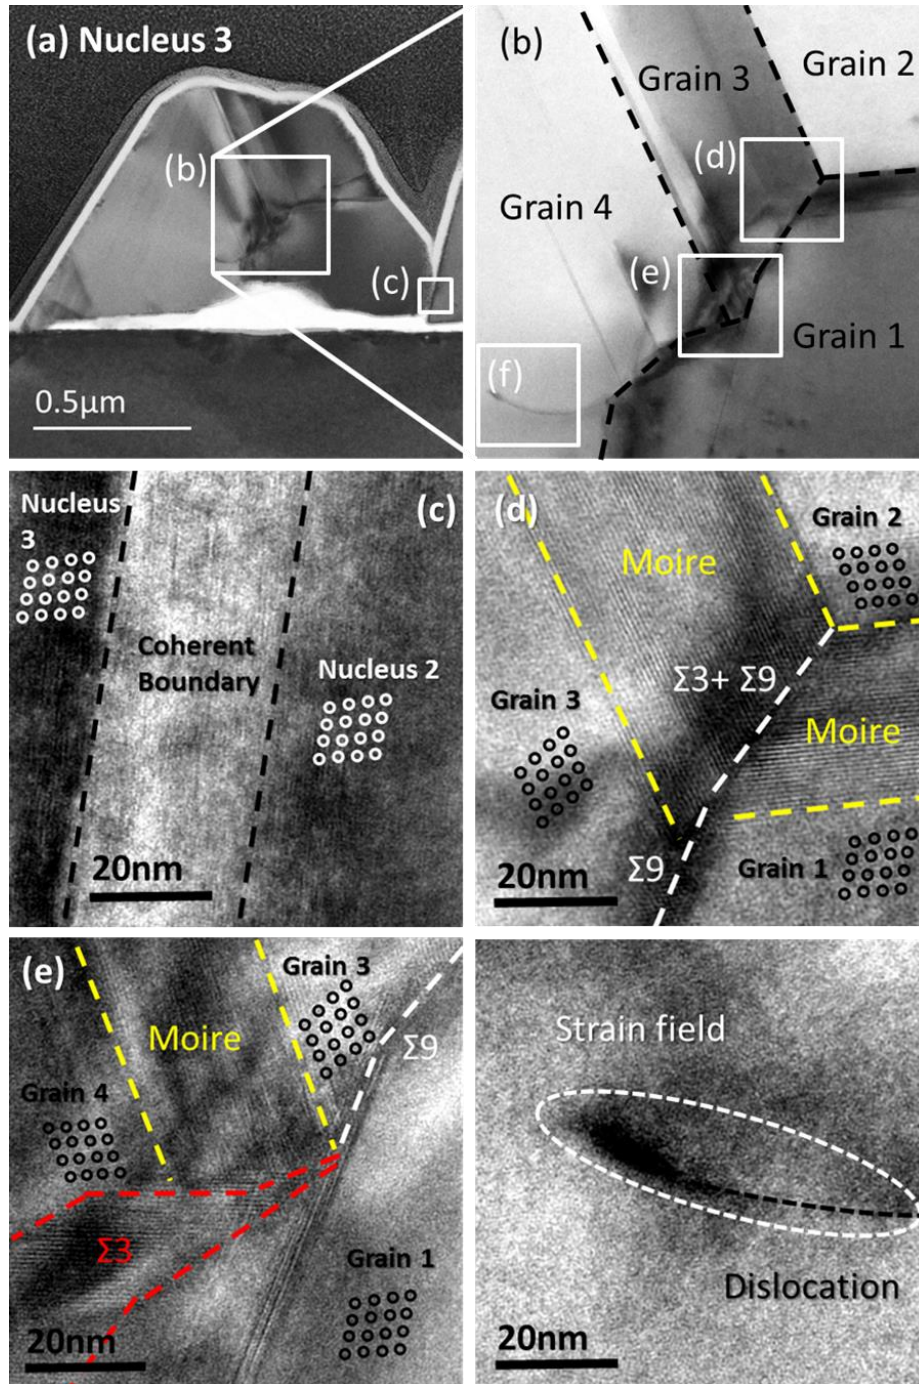 (a) Nucleus 3
(b)
(c)
0.5μm
(b)
Grain 2
Grain 3
(d)
Grain 4
(e)
Grain 1
(f)
Nucleus
3
(c)
Coherent
Boundary
Nucleus 2
20nm
(d)
Grain 2
Moire
Σ3+ Σ9
Grain 3
Moire
Σ9
Grain 1
20nm
(e)
Grain 3
Moire
Σ9
Grain 4
Σ3
Grain 1
20nm
Strain field
Dislocation
20nm